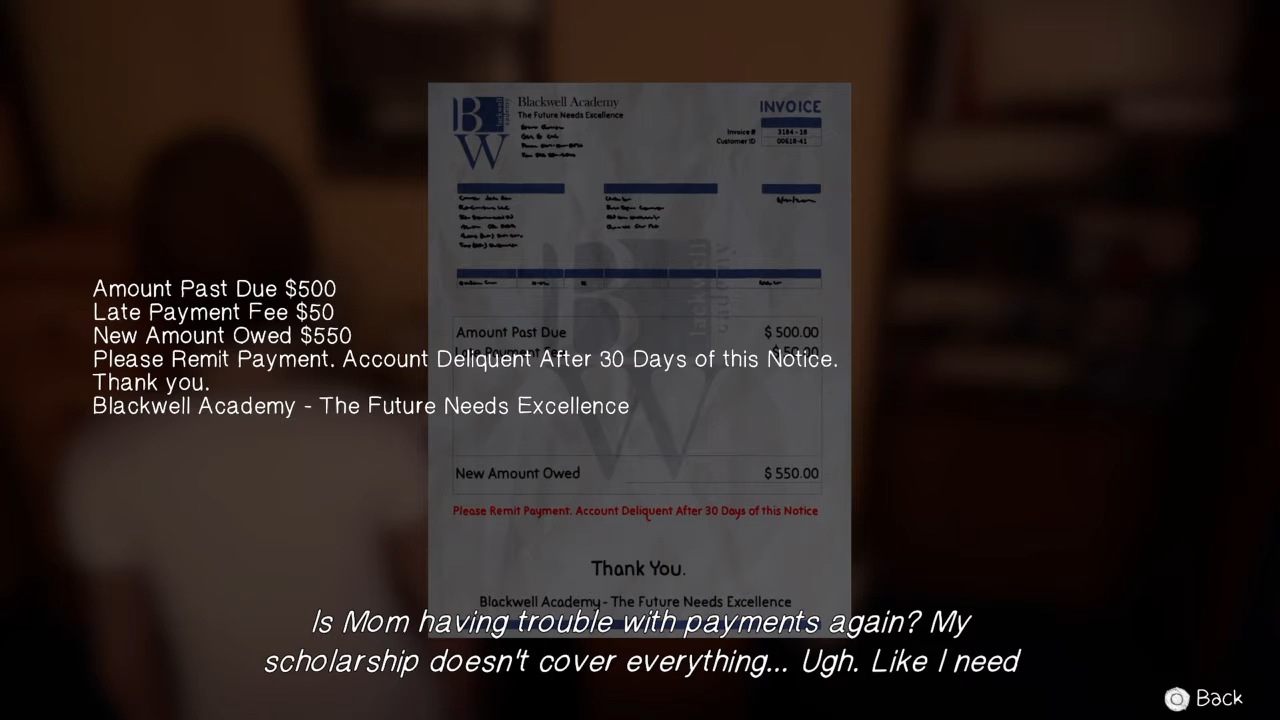 Blackwell Academy
The Future Needs Excellence
INVOICE
Invoice # 3184-18
Customer ID 00618-41
Amount Past Due $500
Late Payment Fee $50
New Amount Owed $550
Please Remit Payment. Account Deliquent After 30 Days of this Notice.
Thank you.
Blackwell Academy - The Future Needs Excellence
Amount Past Due $ 500.00
New Amount Owed $ 550.00
Please Remit Payment. Account Deliquent After 30 Days of this Notice
Thank You.
Blackwell Academy - The Future Needs Excellence
Is Mom having trouble with payments again? My
scholarship doesn't cover everything... Ugh. Like I need
Back